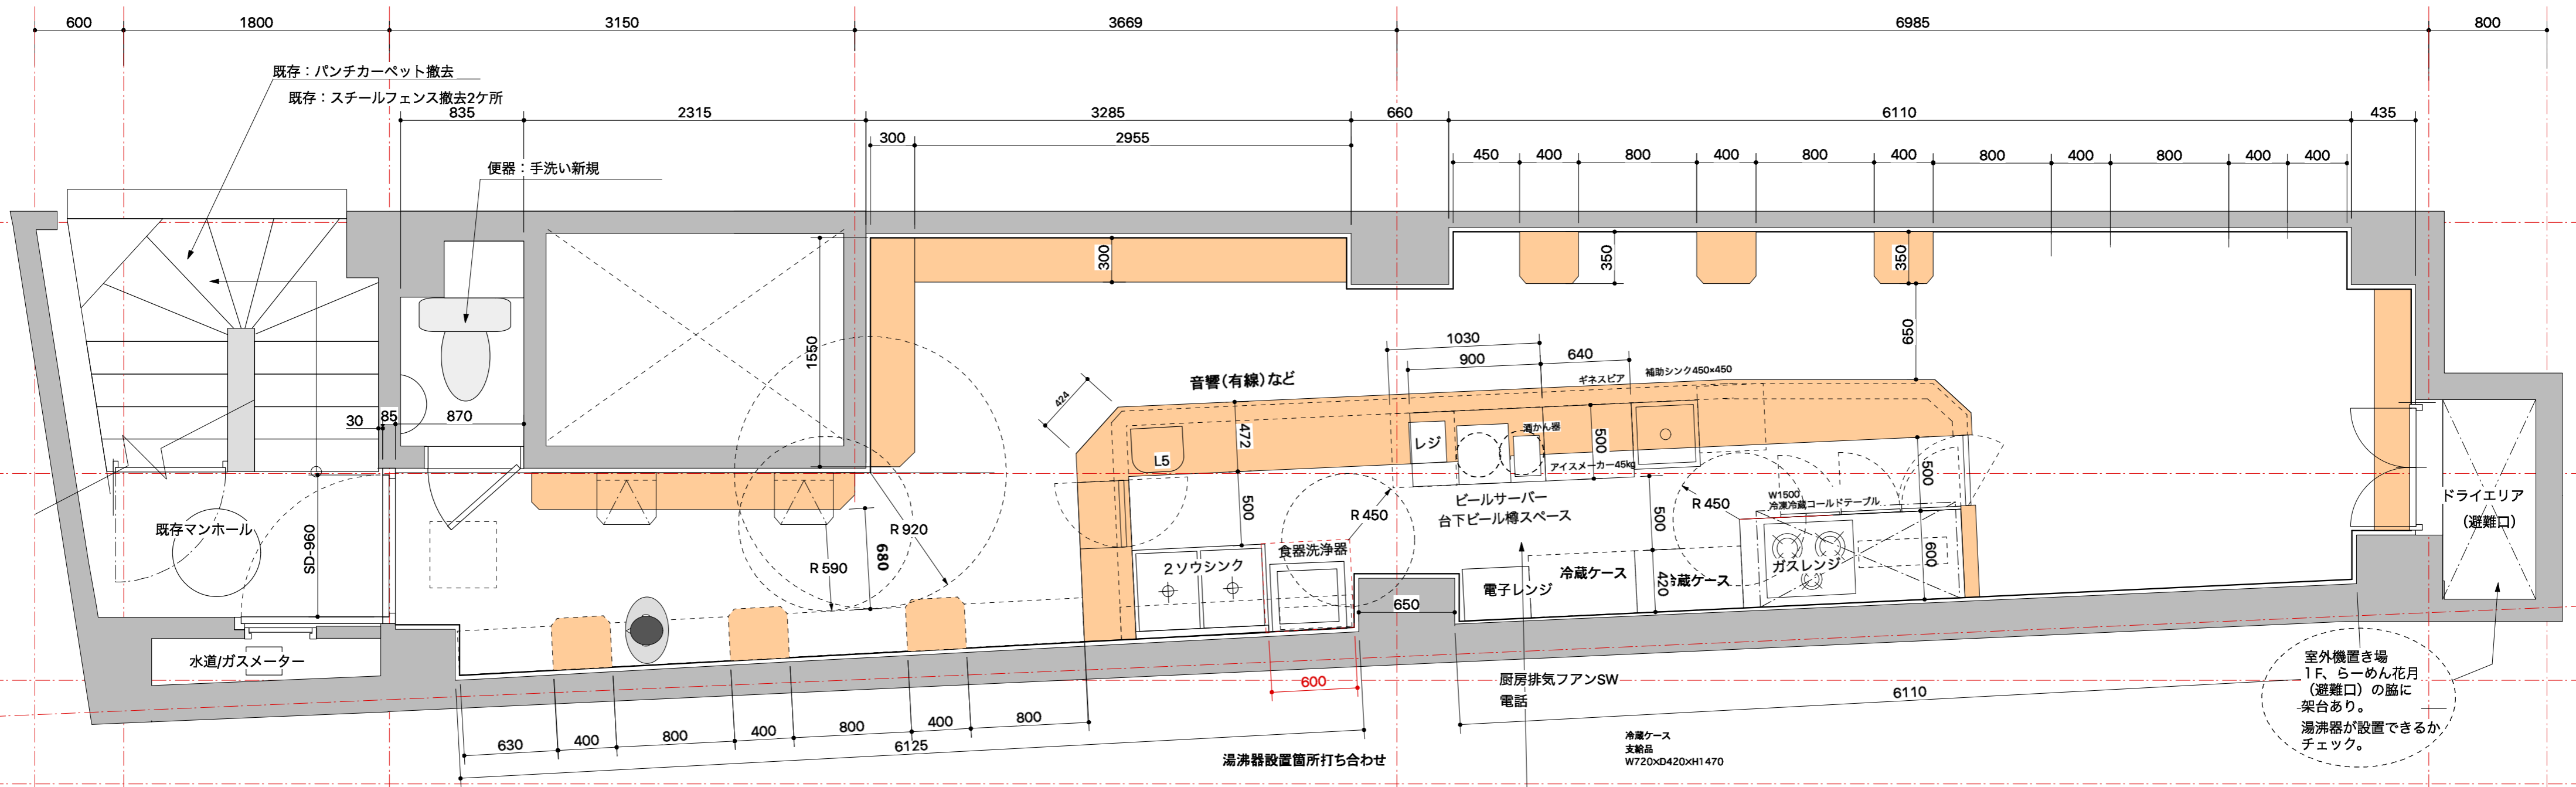 600
1800
3150
3669
6985
800
既存：パンチカーペット撤去
既存：スチールフェンス撤去2ケ所
835
2315
3285
660
6110
435
300
2955
450
400
800
400
800
400
800
400
800
400
400
便器：手洗い新規
300
350
350
1550
650
1030
900
640
音響(有線)など
ギネスビア
補助シンク450×450
424
30
85
870
472
レジ
酒かん器
500
L5
アイスメーカー45kg
500
W1500
冷凍冷蔵コールドテーブル
ビールサーバー
台下ビール樽スペース
R 450
R 450
500
500
ドライエリア
（避難口）
既存マンホール
SD-960
R 920
R 590
680
食器洗浄器
2ソウシンク
冷蔵ケース
冷蔵ケース
420
電子レンジ
ガスレンジ
600
650
水道/ガスメーター
600
厨房排気フアンSW
電話
6110
室外機置き場
1F、らーめん花月
（避難口）の脇に
架台あり。
湯沸器が設置できるか
チェック。
630
400
800
400
800
400
800
6125
湯沸器設置箇所打ち合わせ
冷蔵ケース
支給品
W720×D420×H1470